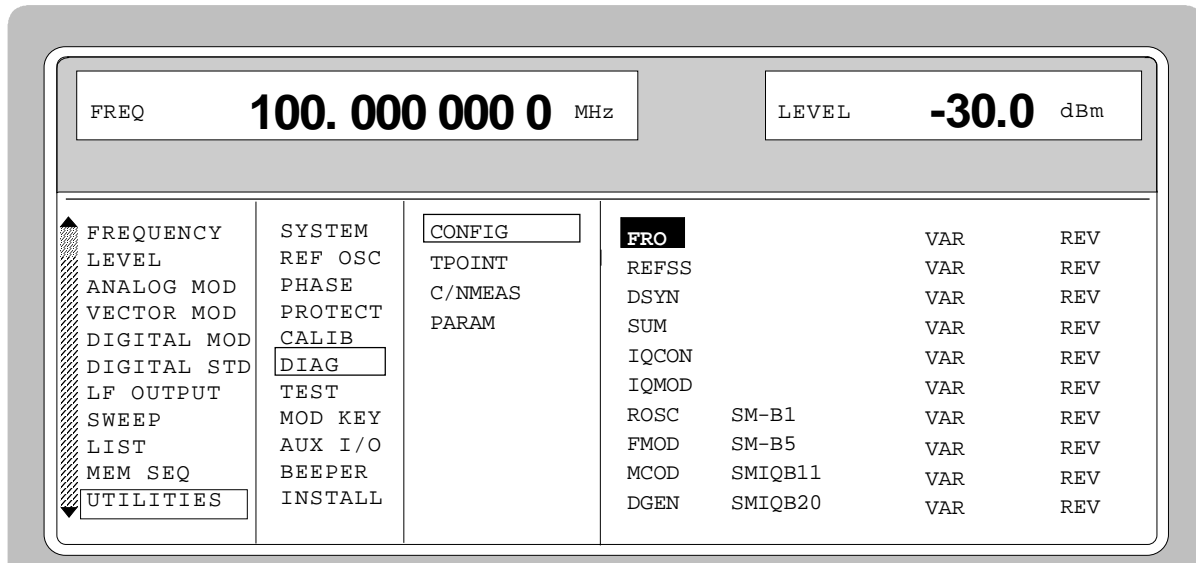 FREQ 100. 000 000 0 MHz LEVEL -30.0 dBm
FREQUENCY SYSTEM CONFIG FRO VAR REV
LEVEL REF OSC TPOINT REFSS VAR REV
ANALOG MOD PHASE C/NMEAS DSYN VAR REV
VECTOR MOD PROTECT PARAM SUM VAR REV
DIGITAL MOD CALIB IQCON VAR REV
DIGITAL STD DIAG IQMOD VAR REV
LF OUTPUT TEST ROSC SM-B1 VAR REV
SWEEP MOD KEY FMOD SM-B5 VAR REV
LIST AUX I/O MCOD SMIQB11 VAR REV
MEM SEQ BEEPER DGEN SMIQB20 VAR REV
UTILITIES INSTALL